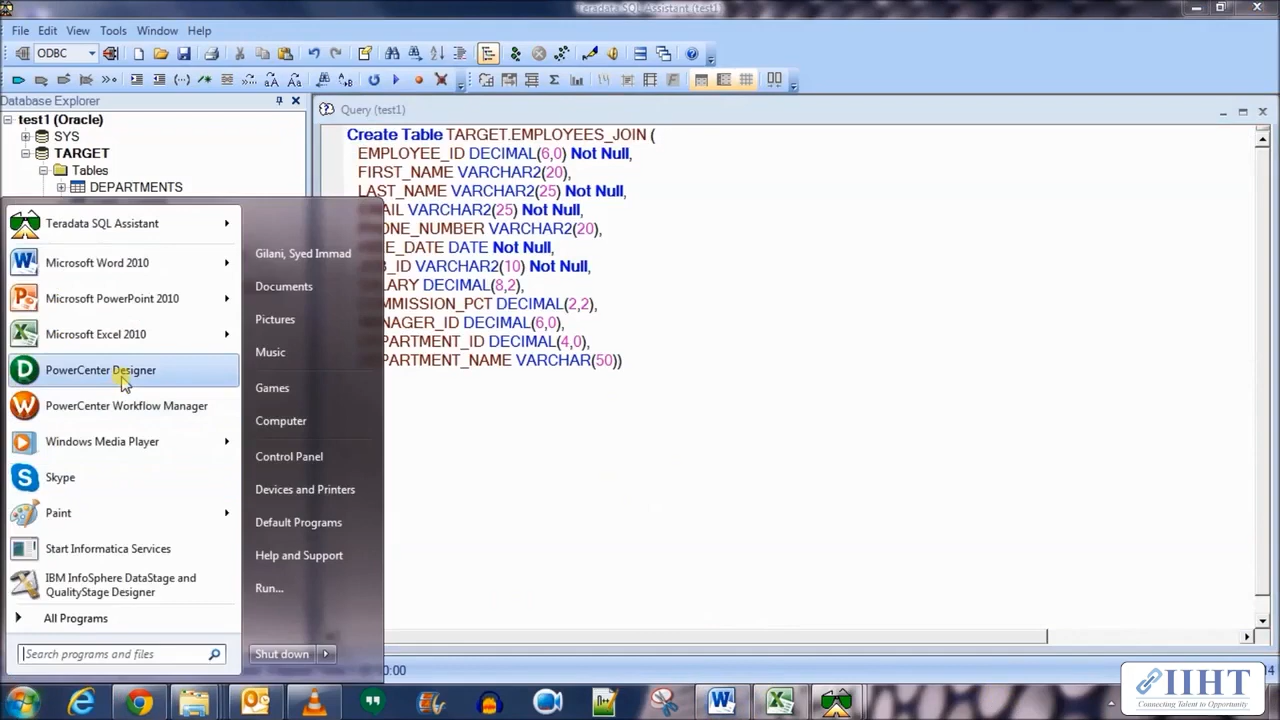 Teradata SQL Assistant (test1)
File Edit View Tools Window Help
ODBC
Database Explorer
test1 (Oracle)
SYS
TARGET
Tables
DEPARTMENTS
Query (test1)
Create Table TARGET.EMPLOYEES_JOIN (
EMPLOYEE_ID DECIMAL(6,0) Not Null,
FIRST_NAME VARCHAR2(20),
LAST_NAME VARCHAR2(25) Not Null,
AIL VARCHAR2(25) Not Null,
ONE_NUMBER VARCHAR2(20),
E_DATE DATE Not Null,
_ID VARCHAR2(10) Not Null,
LARY DECIMAL(8,2),
MMISSION_PCT DECIMAL(2,2),
NAGER_ID DECIMAL(6,0),
PARTMENT_ID DECIMAL(4,0),
PARTMENT_NAME VARCHAR(50))
Teradata SQL Assistant
Microsoft Word 2010
Microsoft PowerPoint 2010
Microsoft Excel 2010
PowerCenter Designer
PowerCenter Workflow Manager
Windows Media Player
Skype
Paint
Start Informatica Services
IBM InfoSphere DataStage and
QualityStage Designer
All Programs
Search programs and files
Gilani, Syed Immad
Documents
Pictures
Music
Games
Computer
Control Panel
Devices and Printers
Default Programs
Help and Support
Run...
Shut down
:00
14
IIHT
Connecting Talent to Opportunity